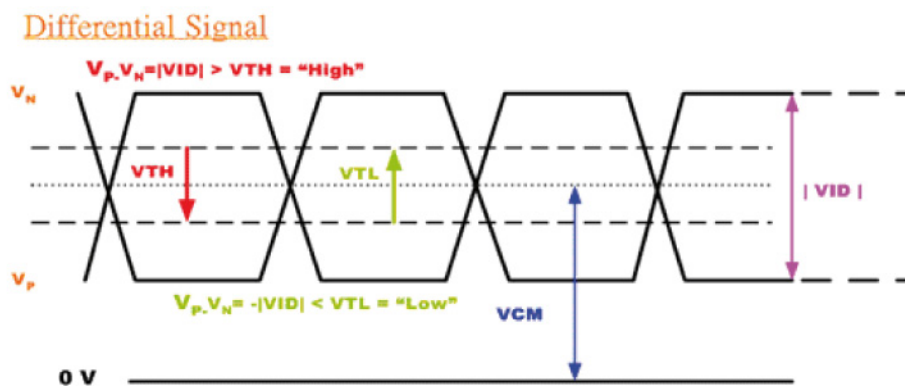 Differential Signal
VP-VN=|VID| > VTH = “High”
VN
VTH
VTL
| VID |
VP
VP-VN= -|VID| < VTL = “Low”
VCM
0 V